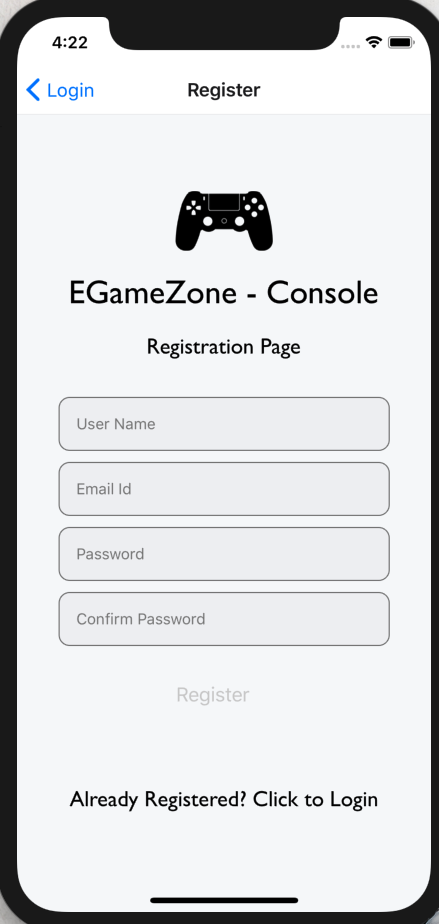 4:22
Login
Register
EGameZone - Console
Registration Page
User Name
Email Id
Password
Confirm Password
Register
Already Registered? Click to Login